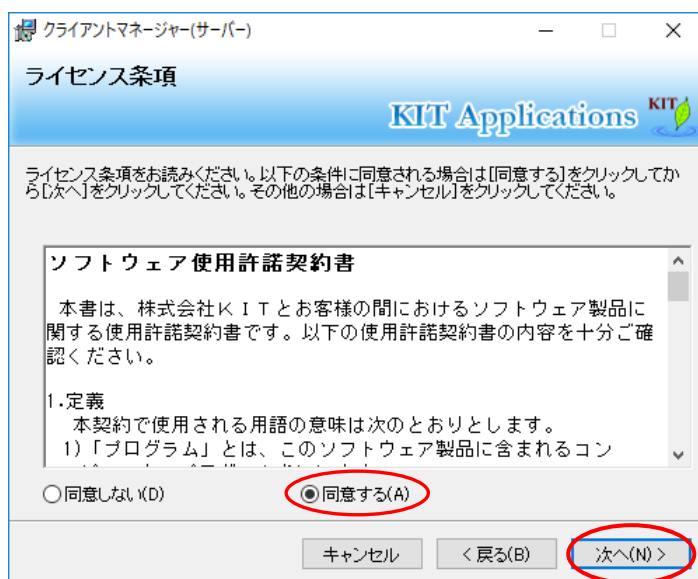 クライアントマネージャー(サーバー)
ライセンス条項
KIT Applications
KIT
ライセンス条項をお読みください。以下の条件に同意される場合は[同意する]をクリックしてか
ら[次へ]をクリックしてください。その他の場合は[キャンセル]をクリックしてください。
ソフトウェア使用許諾契約書
本書は、株式会社ＫＩＴとお客様の間におけるソフトウェア製品に
関する使用許諾契約書です。以下の使用許諾契約書の内容を十分ご確
認ください。
1.定義
本契約で使用される用語の意味は次のとおりとします。
1)「プログラム」とは、このソフトウェア製品に含まれるコン
同意しない(D)
同意する(A)
キャンセル
< 戻る(B)
次へ(N) >